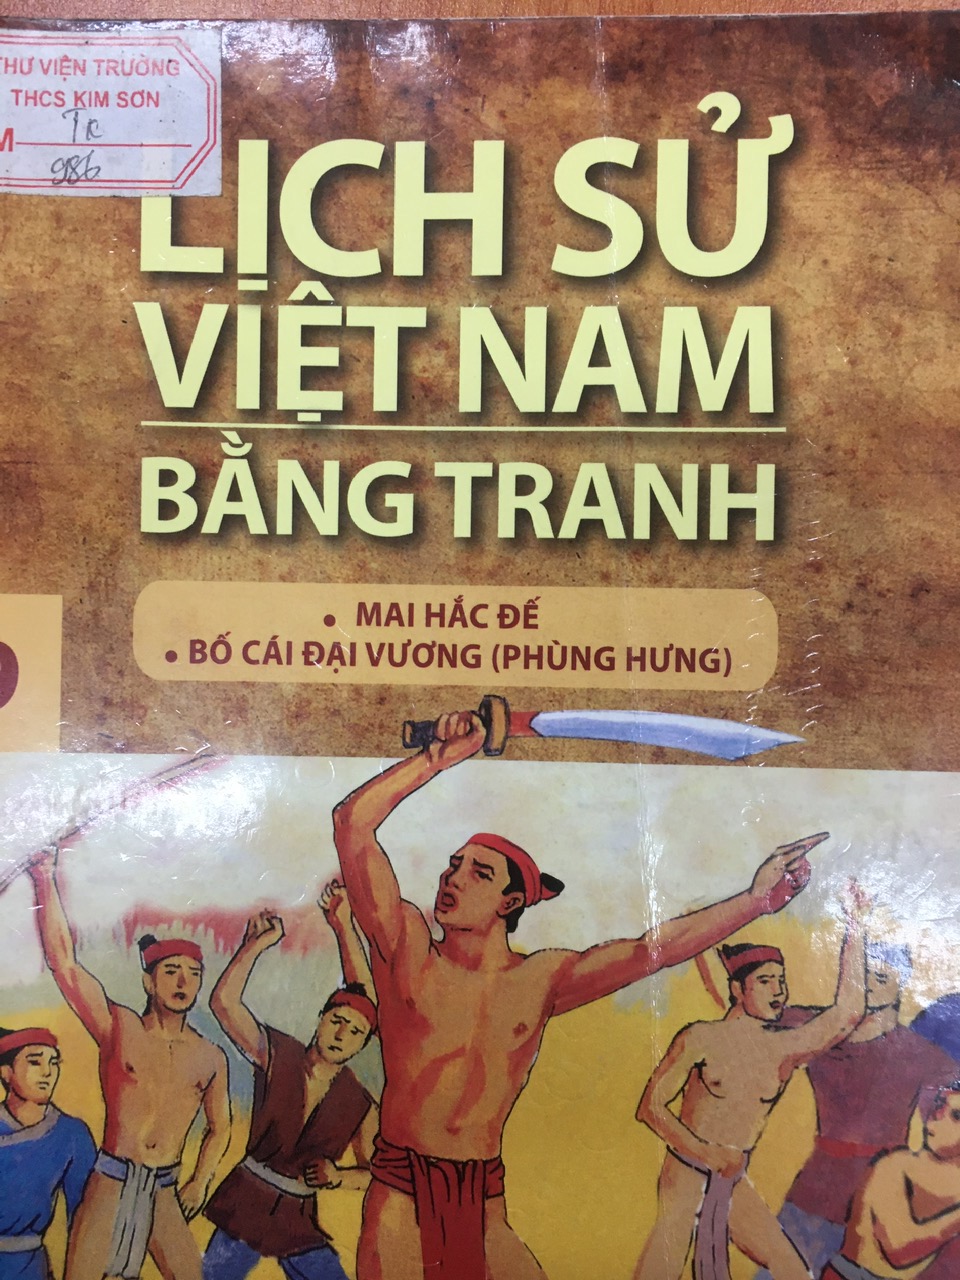 THƯ VIỆN TRƯỜNG
THCS KIM SƠN
TR
986
LỊCH SỬ
VIỆT NAM
BẰNG TRANH
• MAI HẮC ĐẾ
• BỐ CÁI ĐẠI VƯƠNG (PHÙNG HƯNG)